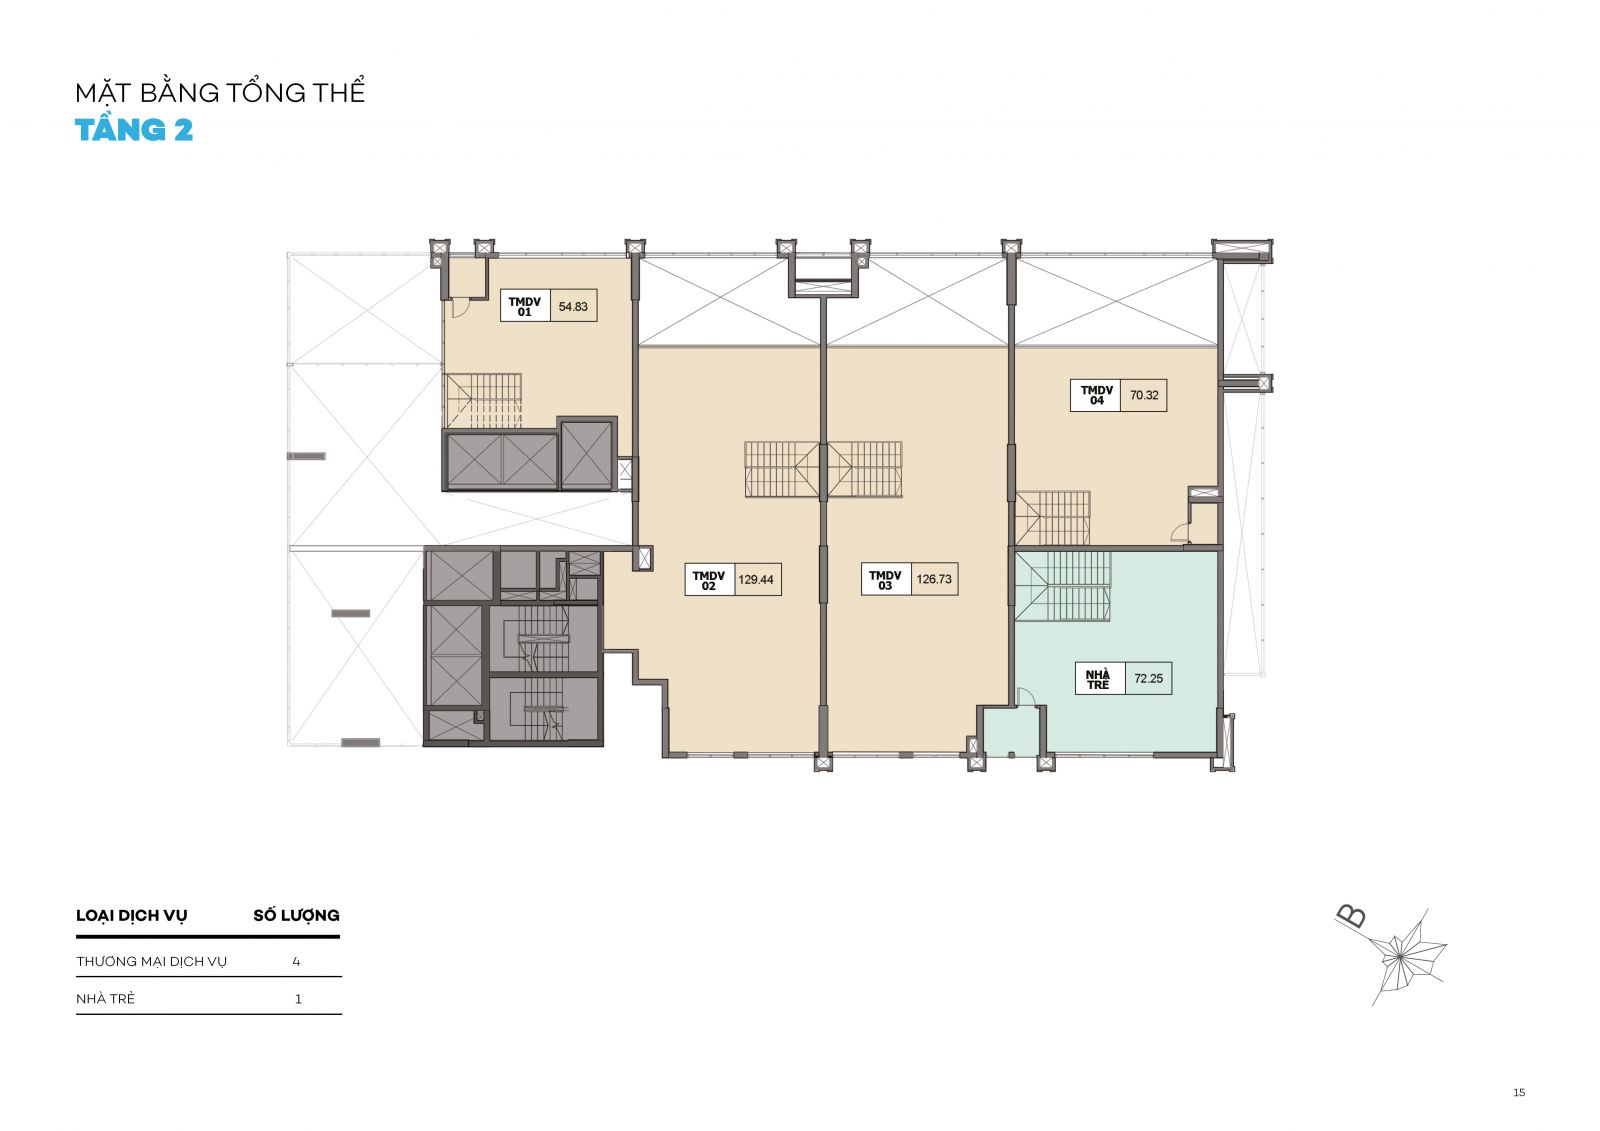 MẶT BẰNG TỔNG THỂ
TẦNG 2
TMDV
01
54.83
TMDV
04
70.32
TMDV
02
129.44
TMDV
03
126.73
NHÀ
TRẺ
72.25
LOẠI DỊCH VỤ SỐ LƯỢNG
THƯƠNG MẠI DỊCH VỤ 4
NHÀ TRẺ 1
B
15